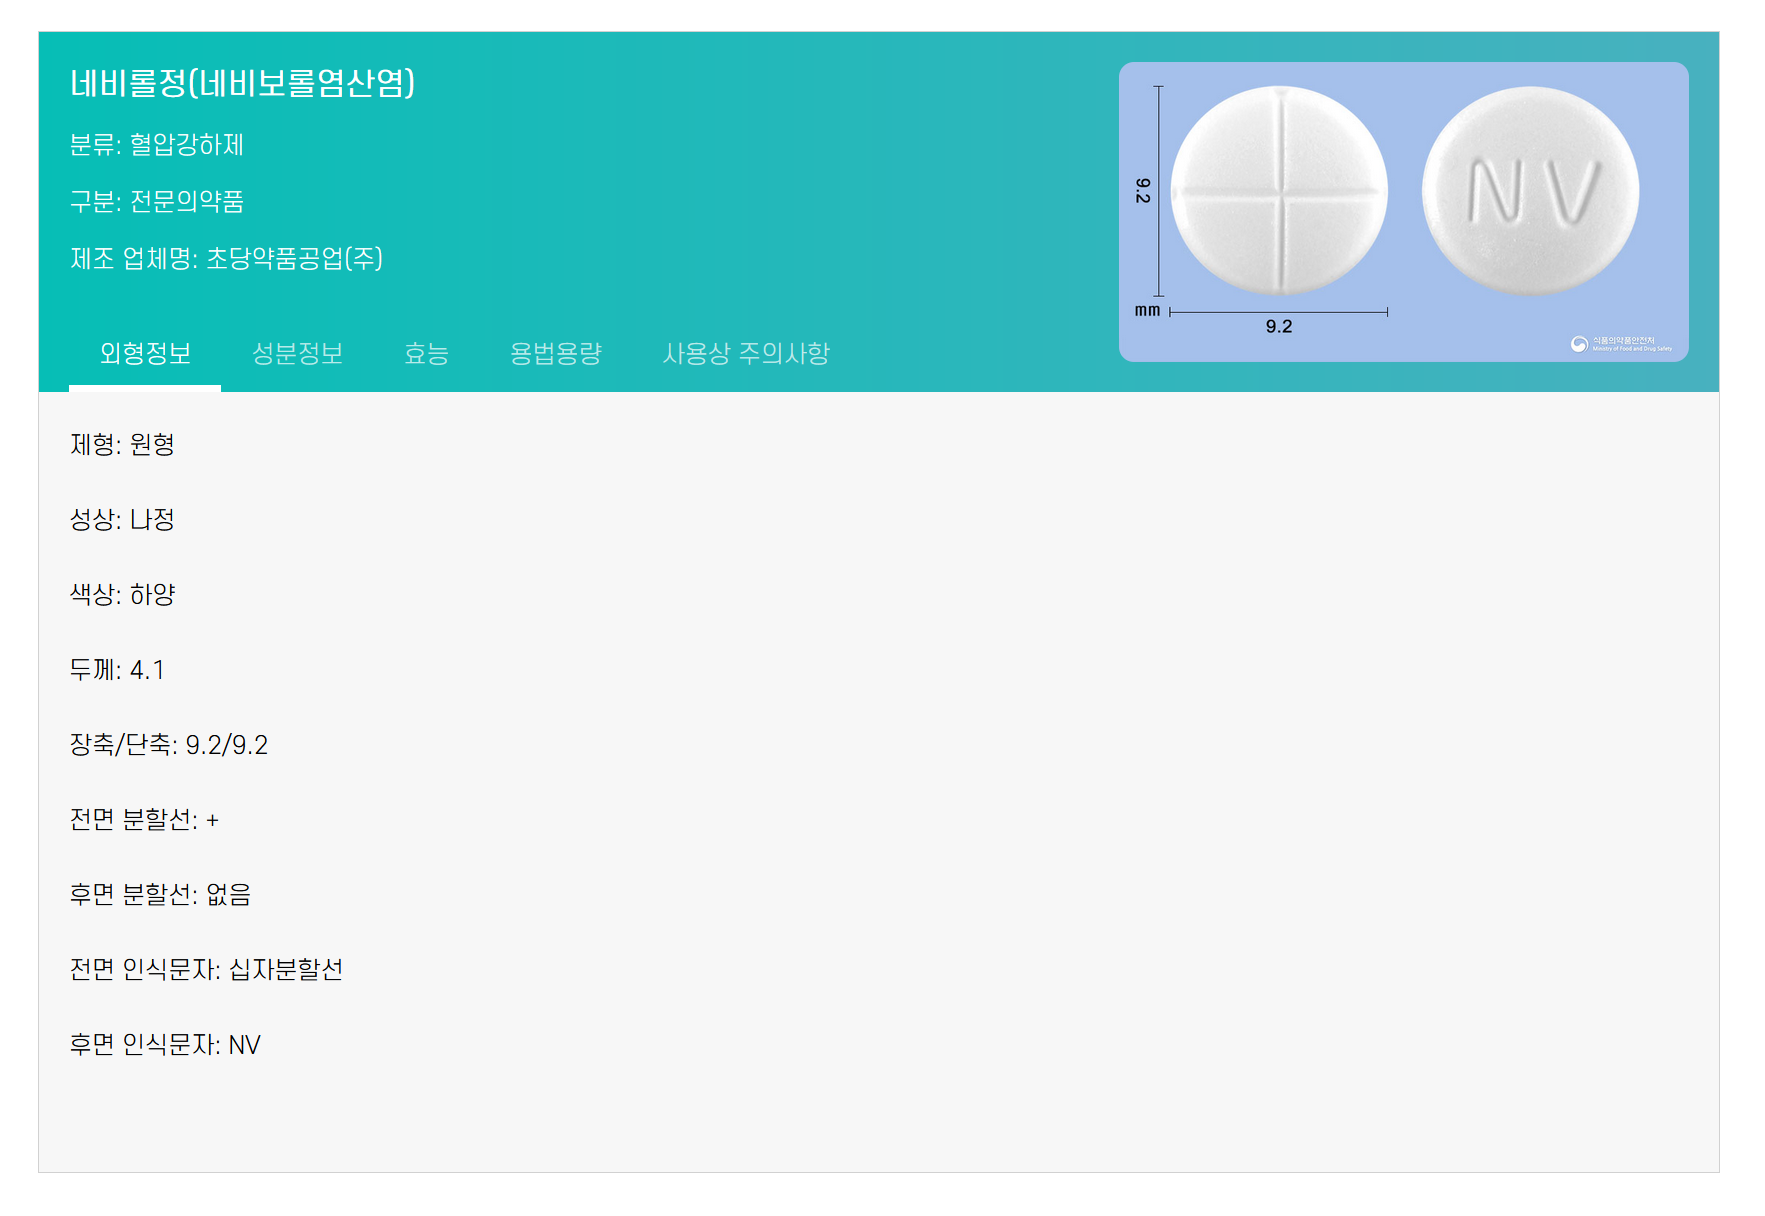 네비롤정(네비보롤염산염)
분류: 혈압강하제
구분: 전문의약품
제조 업체명: 초당약품공업(주)
9.2
mm
9.2
NV
식품의약품안전처
Ministry of Food and Drug Safety
외형정보 성분정보 효능 용법용량 사용상 주의사항
제형: 원형
성상: 나정
색상: 하양
두께: 4.1
장축/단축: 9.2/9.2
전면 분할선: +
후면 분할선: 없음
전면 인식문자: 십자분할선
후면 인식문자: NV